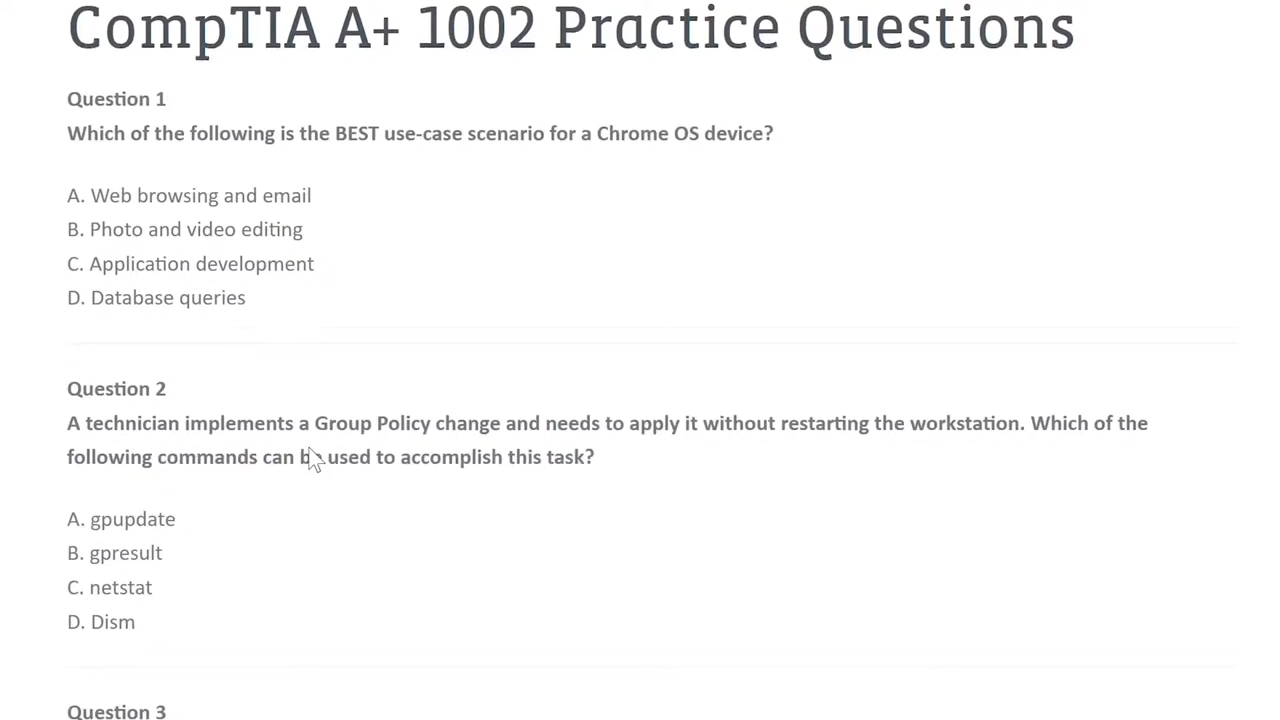 CompTIA A+ 1002 Practice Questions
Question 1
Which of the following is the BEST use-case scenario for a Chrome OS device?
A. Web browsing and email
B. Photo and video editing
C. Application development
D. Database queries
Question 2
A technician implements a Group Policy change and needs to apply it without restarting the workstation. Which of the
following commands can be used to accomplish this task?
A. gpupdate
B. gpresult
C. netstat
D. Dism
Question 3